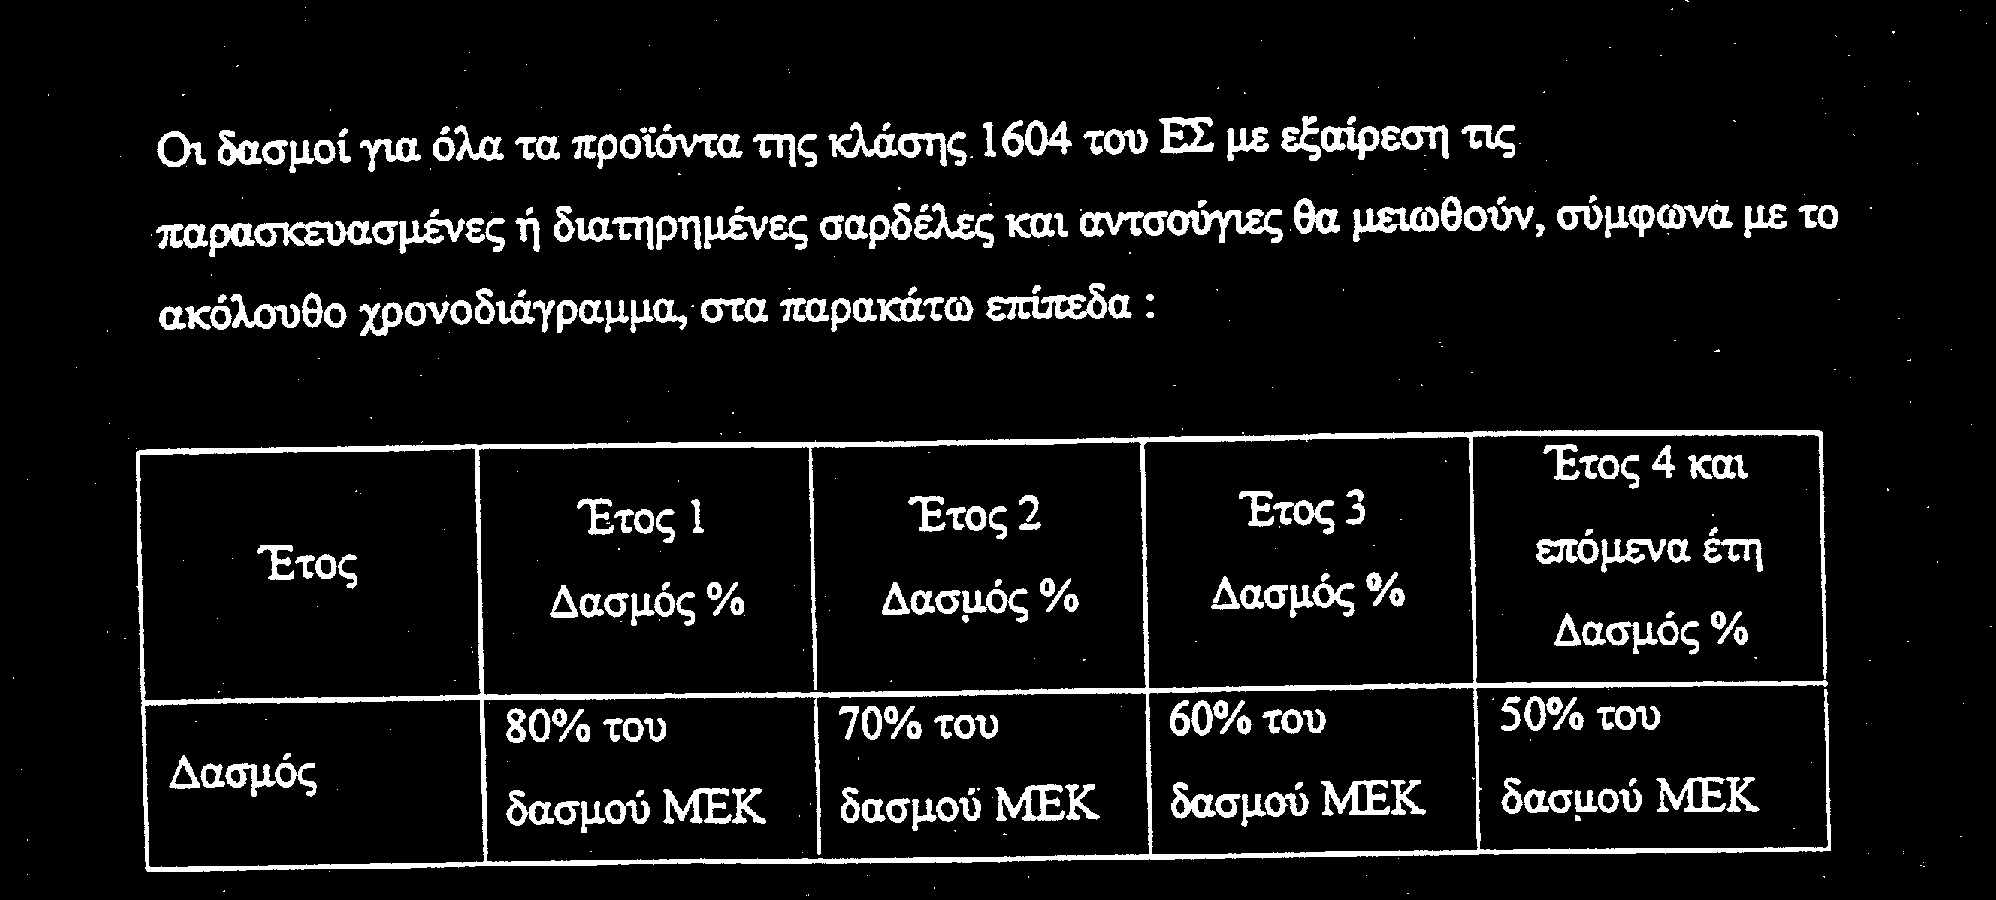 Οι δασμοί για όλα τα προϊόντα της κλάσης 1604 του ΕΣ με εξαίρεση τις
παρασκευασμένες ή διατηρημένες σαρδέλες και αντσούγιες θα μειωθούν, σύμφωνα με το
ακόλουθο χρονοδιάγραμμα, στα παρακάτω επίπεδα :
Έτος
Έτος 1
Δασμός %
Έτος 2
Δασμός %
Έτος 3
Δασμός %
Έτος 4 και
επόμενα έτη
Δασμός %
Δασμός
80% του
δασμού ΜΕΚ
70% του
δασμού ΜΕΚ
60% του
δασμού ΜΕΚ
50% του
δασμού ΜΕΚ